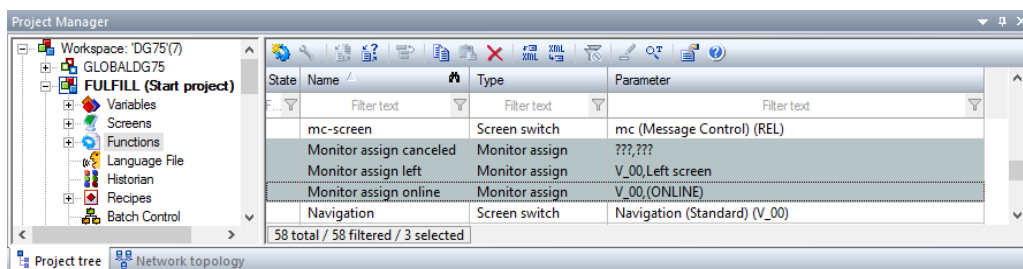 Project Manager
Workspace: 'DG75'(7)
GLOBALDG75
FULFILL (Start project)
Variables
Screens
Functions
Language File
Historian
Recipes
Batch Control
XML XML
State Name Type Parameter
F... Filter text Filter text Filter text
mc-screen Screen switch mc (Message Control) (REL)
Monitor assign canceled Monitor assign ???,???
Monitor assign left Monitor assign V_00,Left screen
Monitor assign online Monitor assign V_00,(ONLINE)
Navigation Screen switch Navigation (Standard) (V_00)
58 total / 58 filtered / 3 selected
Project tree Network topology